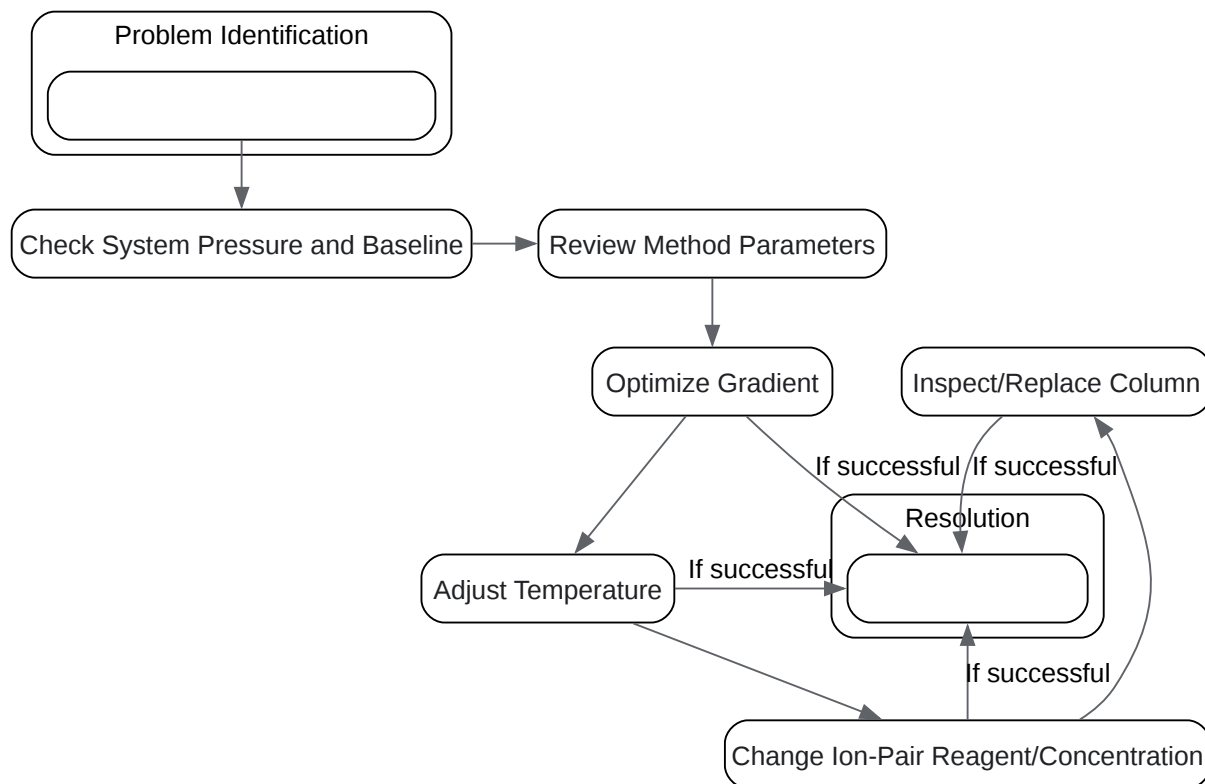 Problem Identification
Check System Pressure and Baseline
Review Method Parameters
Optimize Gradient
Inspect/Replace Column
If successful
If successful
Resolution
Adjust Temperature
If successful
If successful
Change Ion-Pair Reagent/Concentration